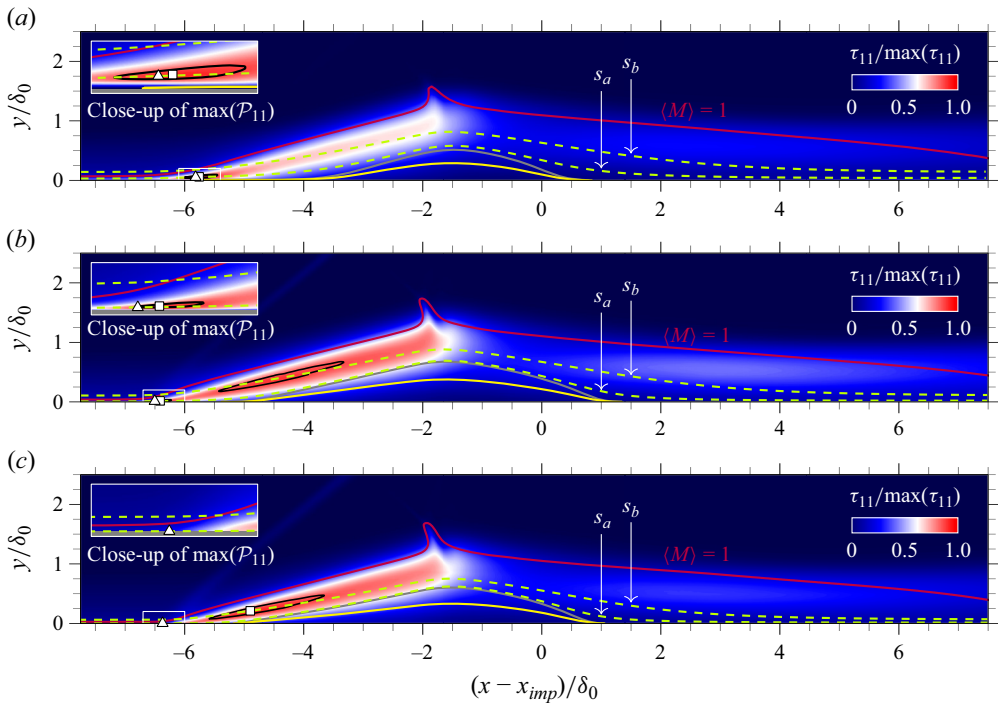 (a)
y/δ0
2
1
0
Close-up of max(𝒫11)
sa
sb
⟨M⟩ = 1
τ11/max(τ11)
0 0.5 1.0
–6 –4 –2 0 2 4 6
(b)
y/δ0
2
1
0
Close-up of max(𝒫11)
sa
sb
⟨M⟩ = 1
τ11/max(τ11)
0 0.5 1.0
–6 –4 –2 0 2 4 6
(c)
y/δ0
2
1
0
Close-up of max(𝒫11)
sa
sb
⟨M⟩ = 1
τ11/max(τ11)
0 0.5 1.0
–6 –4 –2 0 2 4 6
(x – ximp)/δ0